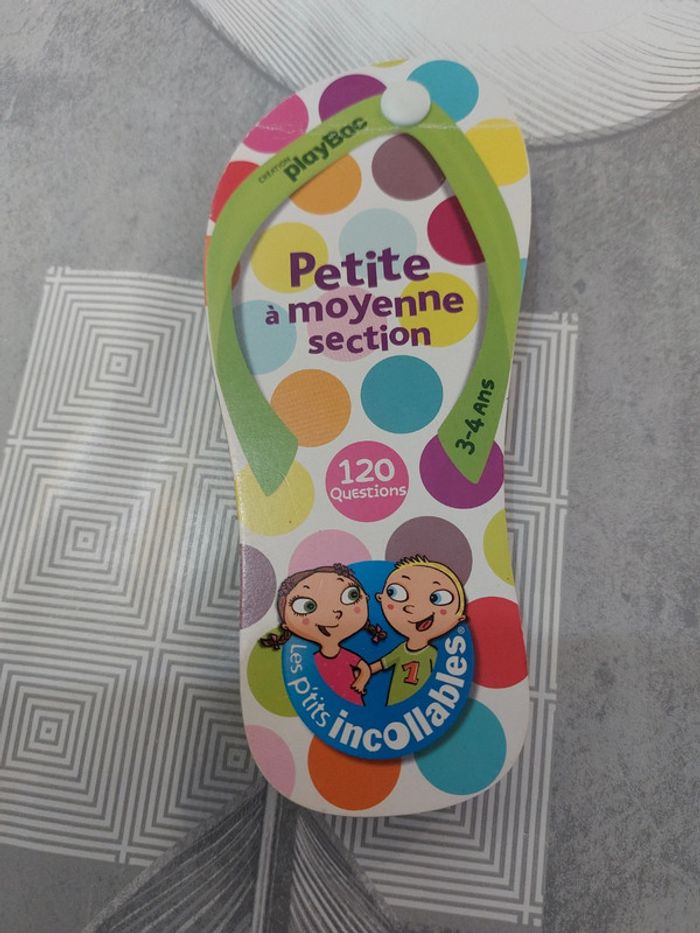 CRÉATION
playBac
Petite
à moyenne
section
3-4 Ans
120
Questions
1
Les p'tits
incollables®